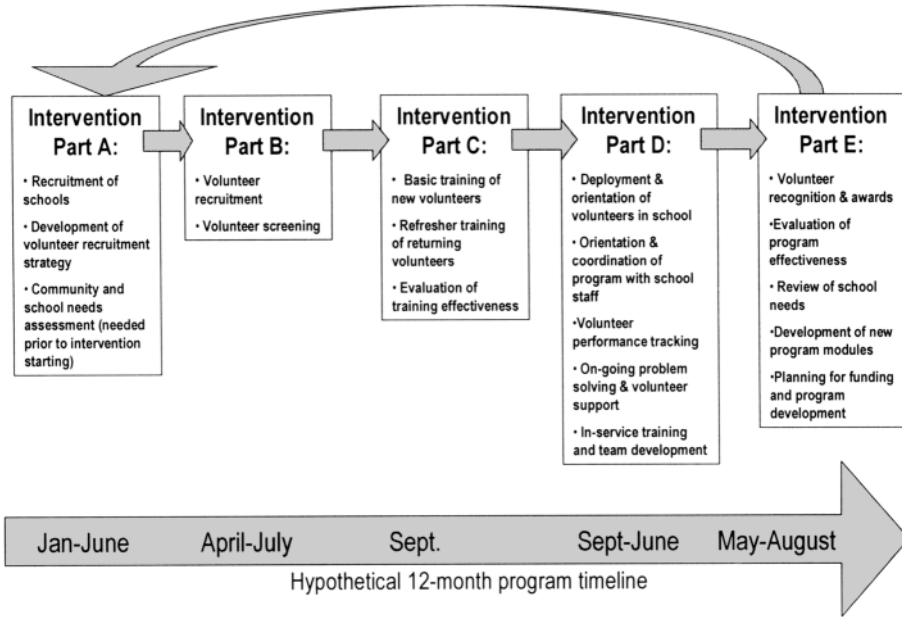 Intervention
Part A:
• Recruitment of
schools
• Development of
volunteer recruitment
strategy
• Community and
school needs
assessment (needed
prior to intervention
starting)
Intervention
Part B:
• Volunteer
recruitment
• Volunteer screening
Intervention
Part C:
• Basic training of
new volunteers
• Refresher training
of returning
volunteers
• Evaluation of
training effectiveness
Intervention
Part D:
• Deployment &
orientation of
volunteers in school
• Orientation &
coordination of
program with school
staff
•Volunteer
performance tracking
• On-going problem
solving & volunteer
support
• In-service training
and team development
Intervention
Part E:
• Volunteer
recognition & awards
•Evaluation of
program
effectiveness
• Review of school
needs
•Development of new
program modules
•Planning for funding
and program
development
Jan-June April-July Sept. Sept-June May-August
Hypothetical 12-month program timeline